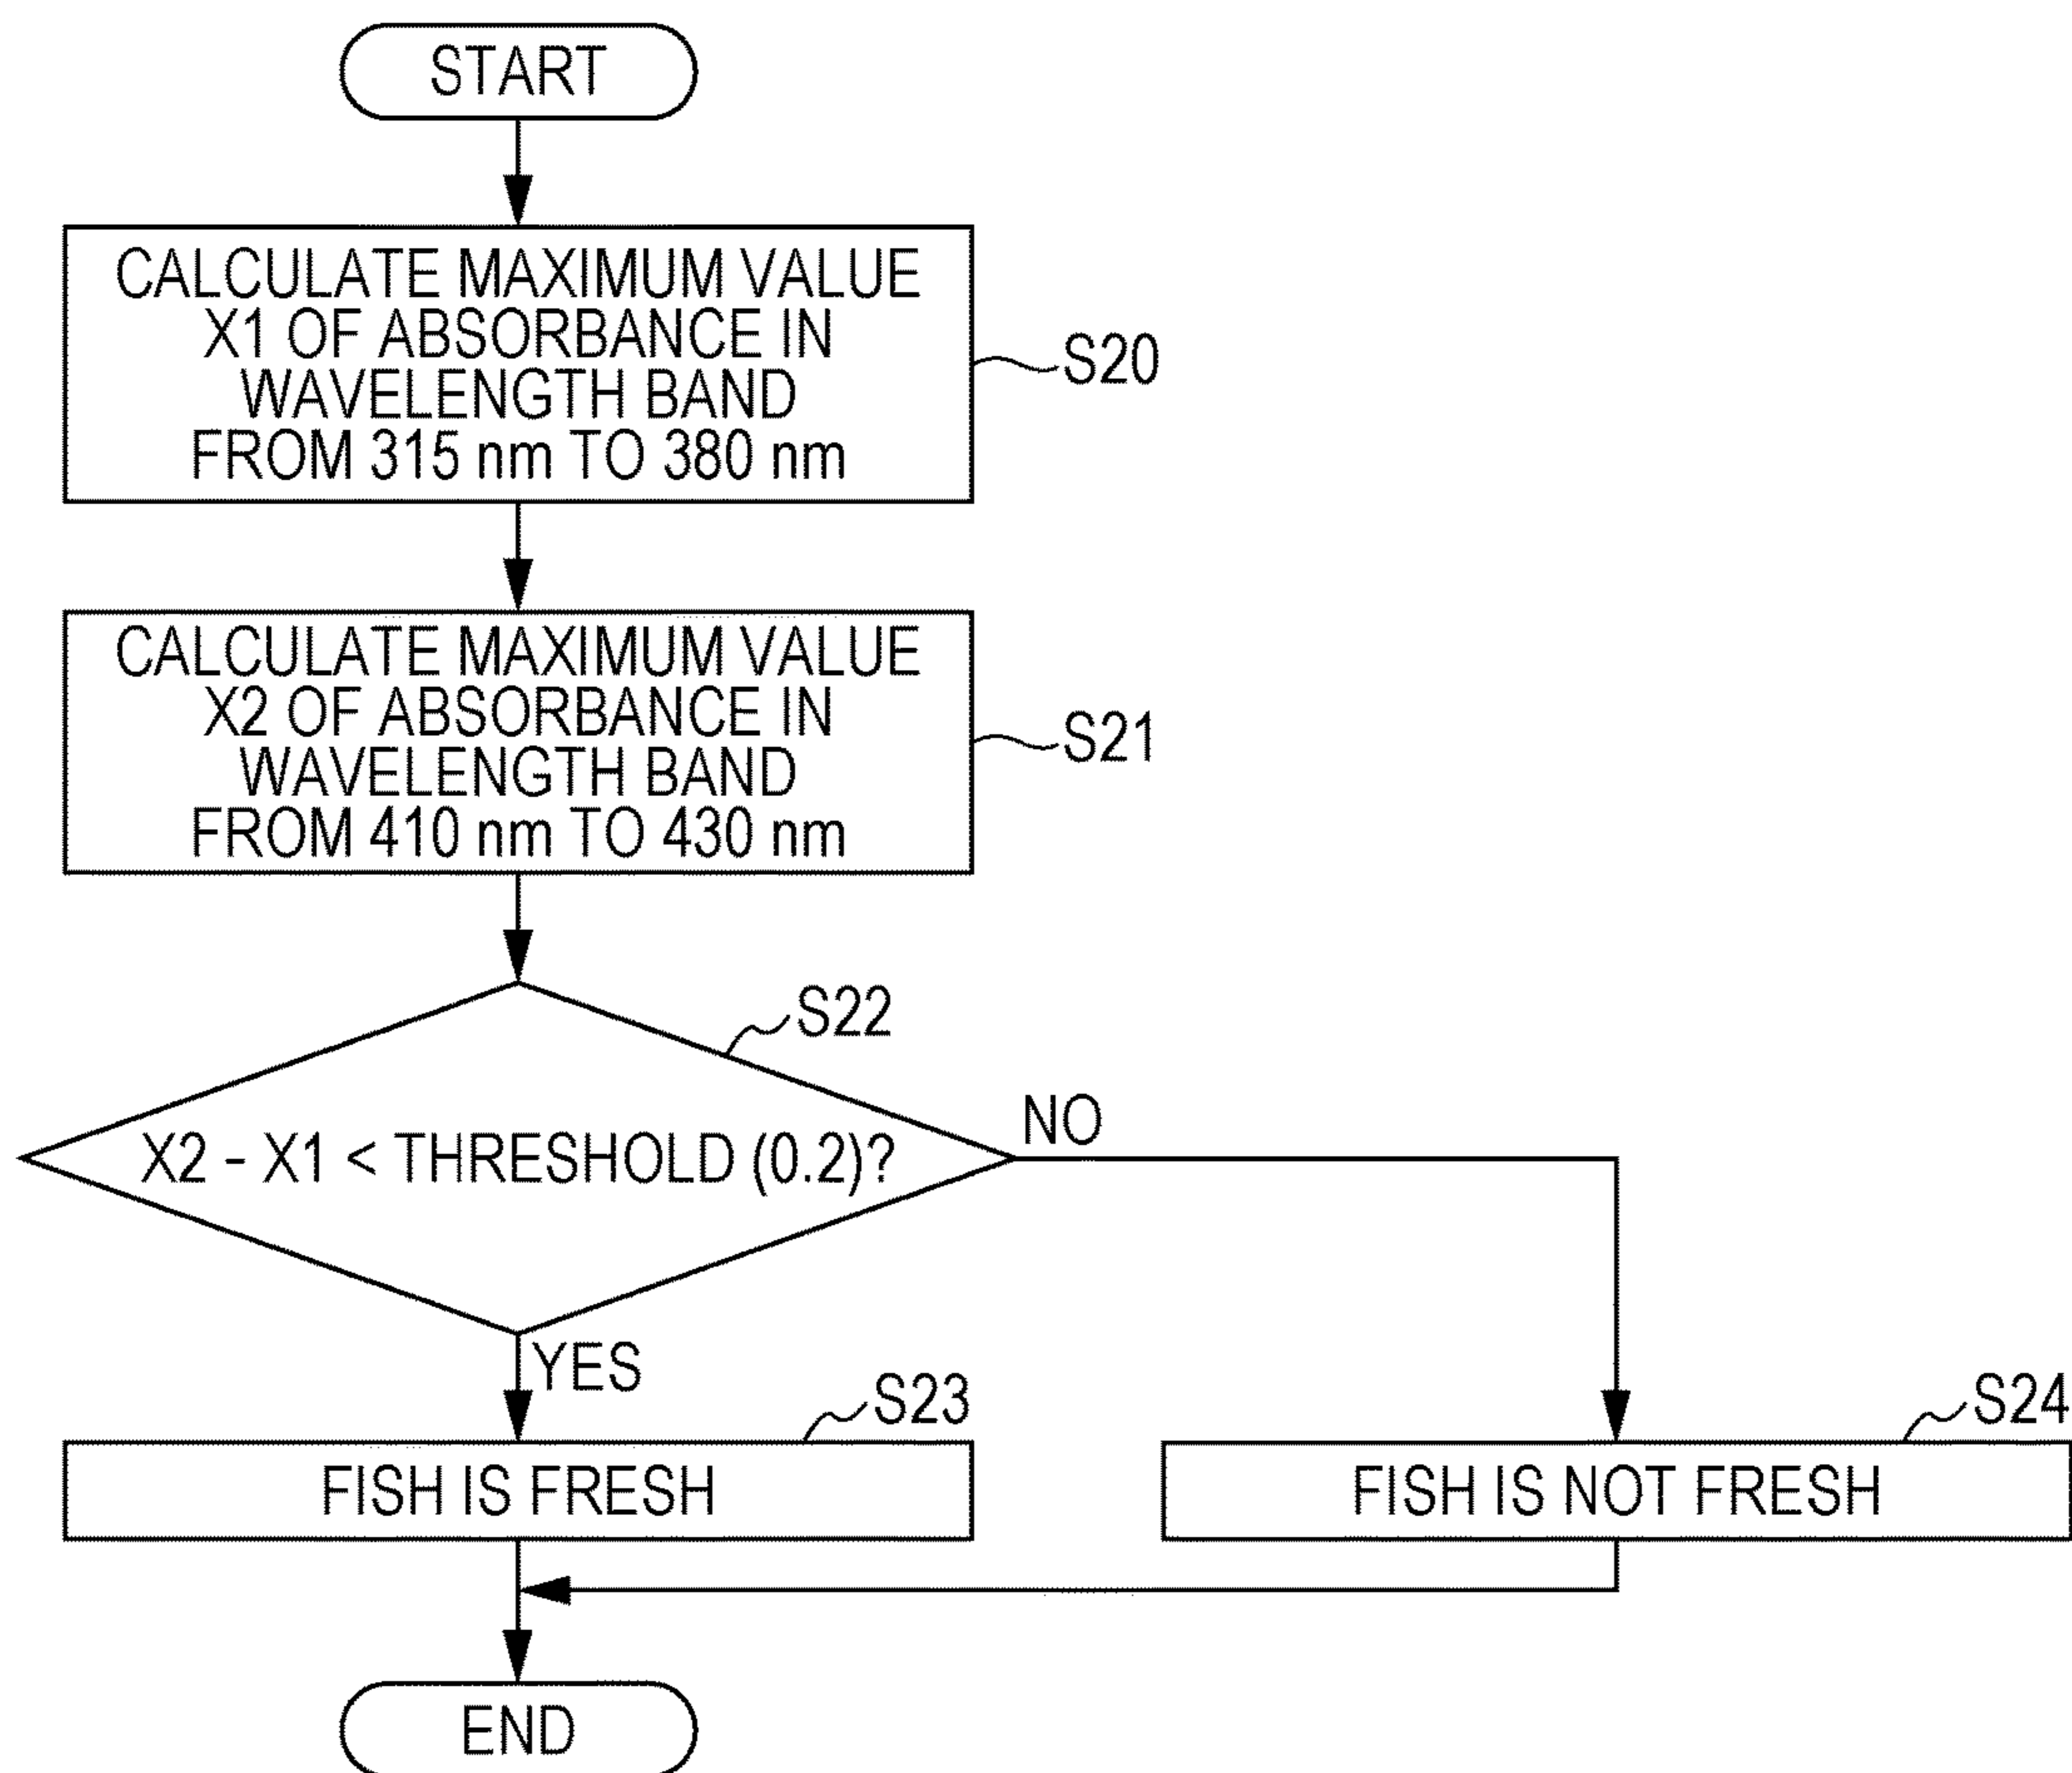 START
CALCULATE MAXIMUM VALUE
X1 OF ABSORBANCE IN
WAVELENGTH BAND
FROM 315 nm TO 380 nm
S20
CALCULATE MAXIMUM VALUE
X2 OF ABSORBANCE IN
WAVELENGTH BAND
FROM 410 nm TO 430 nm
S21
S22
X2 - X1 < THRESHOLD (0.2)?
NO
YES
S23
FISH IS FRESH
S24
FISH IS NOT FRESH
END